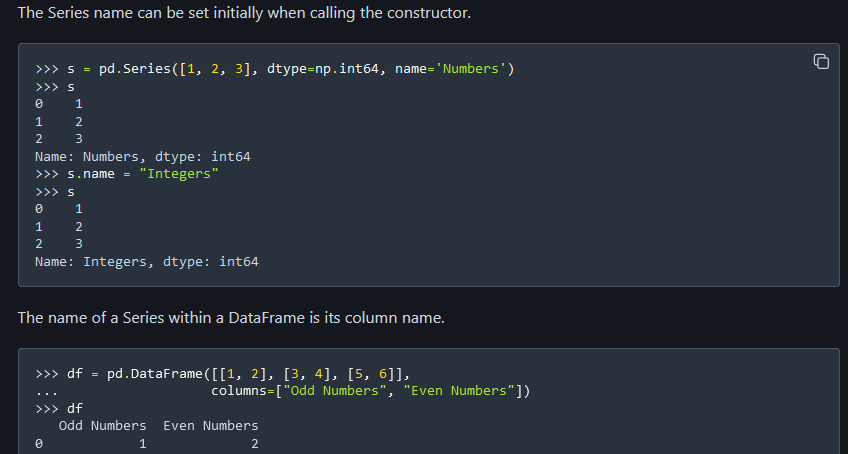 The Series name can be set initially when calling the constructor.
>>> s = pd.Series([1, 2, 3], dtype=np.int64, name='Numbers')
>>> s
0    1
1    2
2    3
Name: Numbers, dtype: int64
>>> s.name = "Integers"
>>> s
0    1
1    2
2    3
Name: Integers, dtype: int64
The name of a Series within a DataFrame is its column name.
>>> df = pd.DataFrame([[1, 2], [3, 4], [5, 6]],
...                   columns=["Odd Numbers", "Even Numbers"])
>>> df
   Odd Numbers  Even Numbers
0            1             2